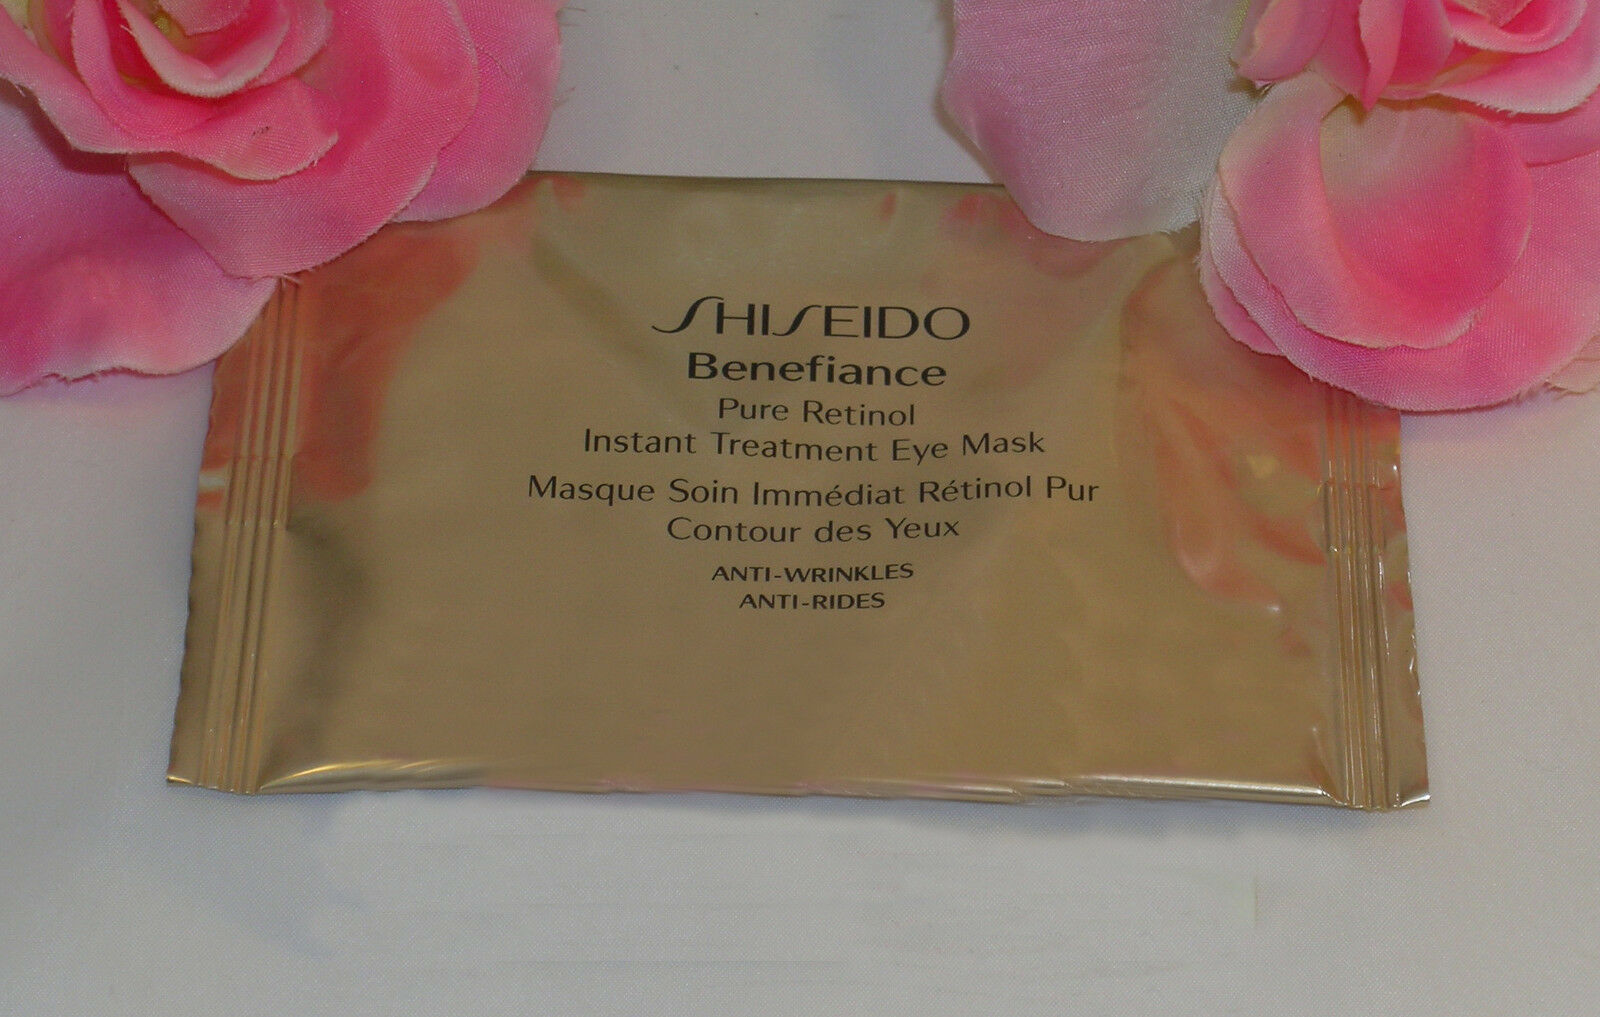 SHISEIDO
Benefiance
Pure Retinol
Instant Treatment Eye Mask
Masque Soin Immédiat Rétinol Pur
Contour des Yeux
ANTI-WRINKLES
ANTI-RIDES